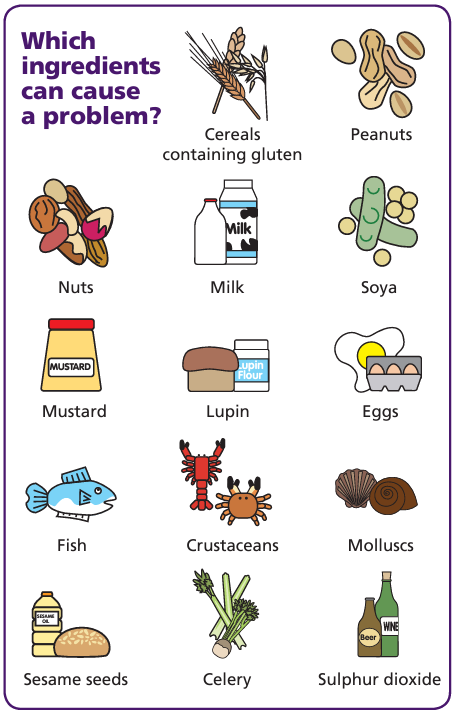 Which
ingredients
can cause
a problem?
Cereals
containing gluten
Peanuts
Nuts
Milk
Milk
Soya
MUSTARD
Mustard
Lupin
Flour
Lupin
Eggs
Fish
Crustaceans
Molluscs
SESAME
OIL
Sesame seeds
Celery
Beer
WINE
Sulphur dioxide